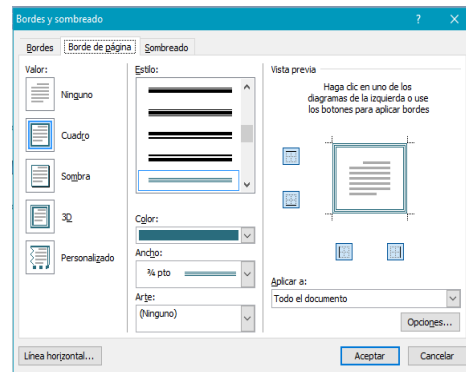 Bordes y sombreado
? X
Bordes Borde de página Sombreado
Valor:
Ninguno
Cuadro
Sombra
3D
Personalizado
Estilo:
Color:
Ancho:
¾ pto
Arte:
(Ninguno)
Vista previa
Haga clic en uno de los
diagramas de la izquierda o use
los botones para aplicar bordes
Aplicar a:
Todo el documento
Opciones...
Línea horizontal...
Aceptar Cancelar